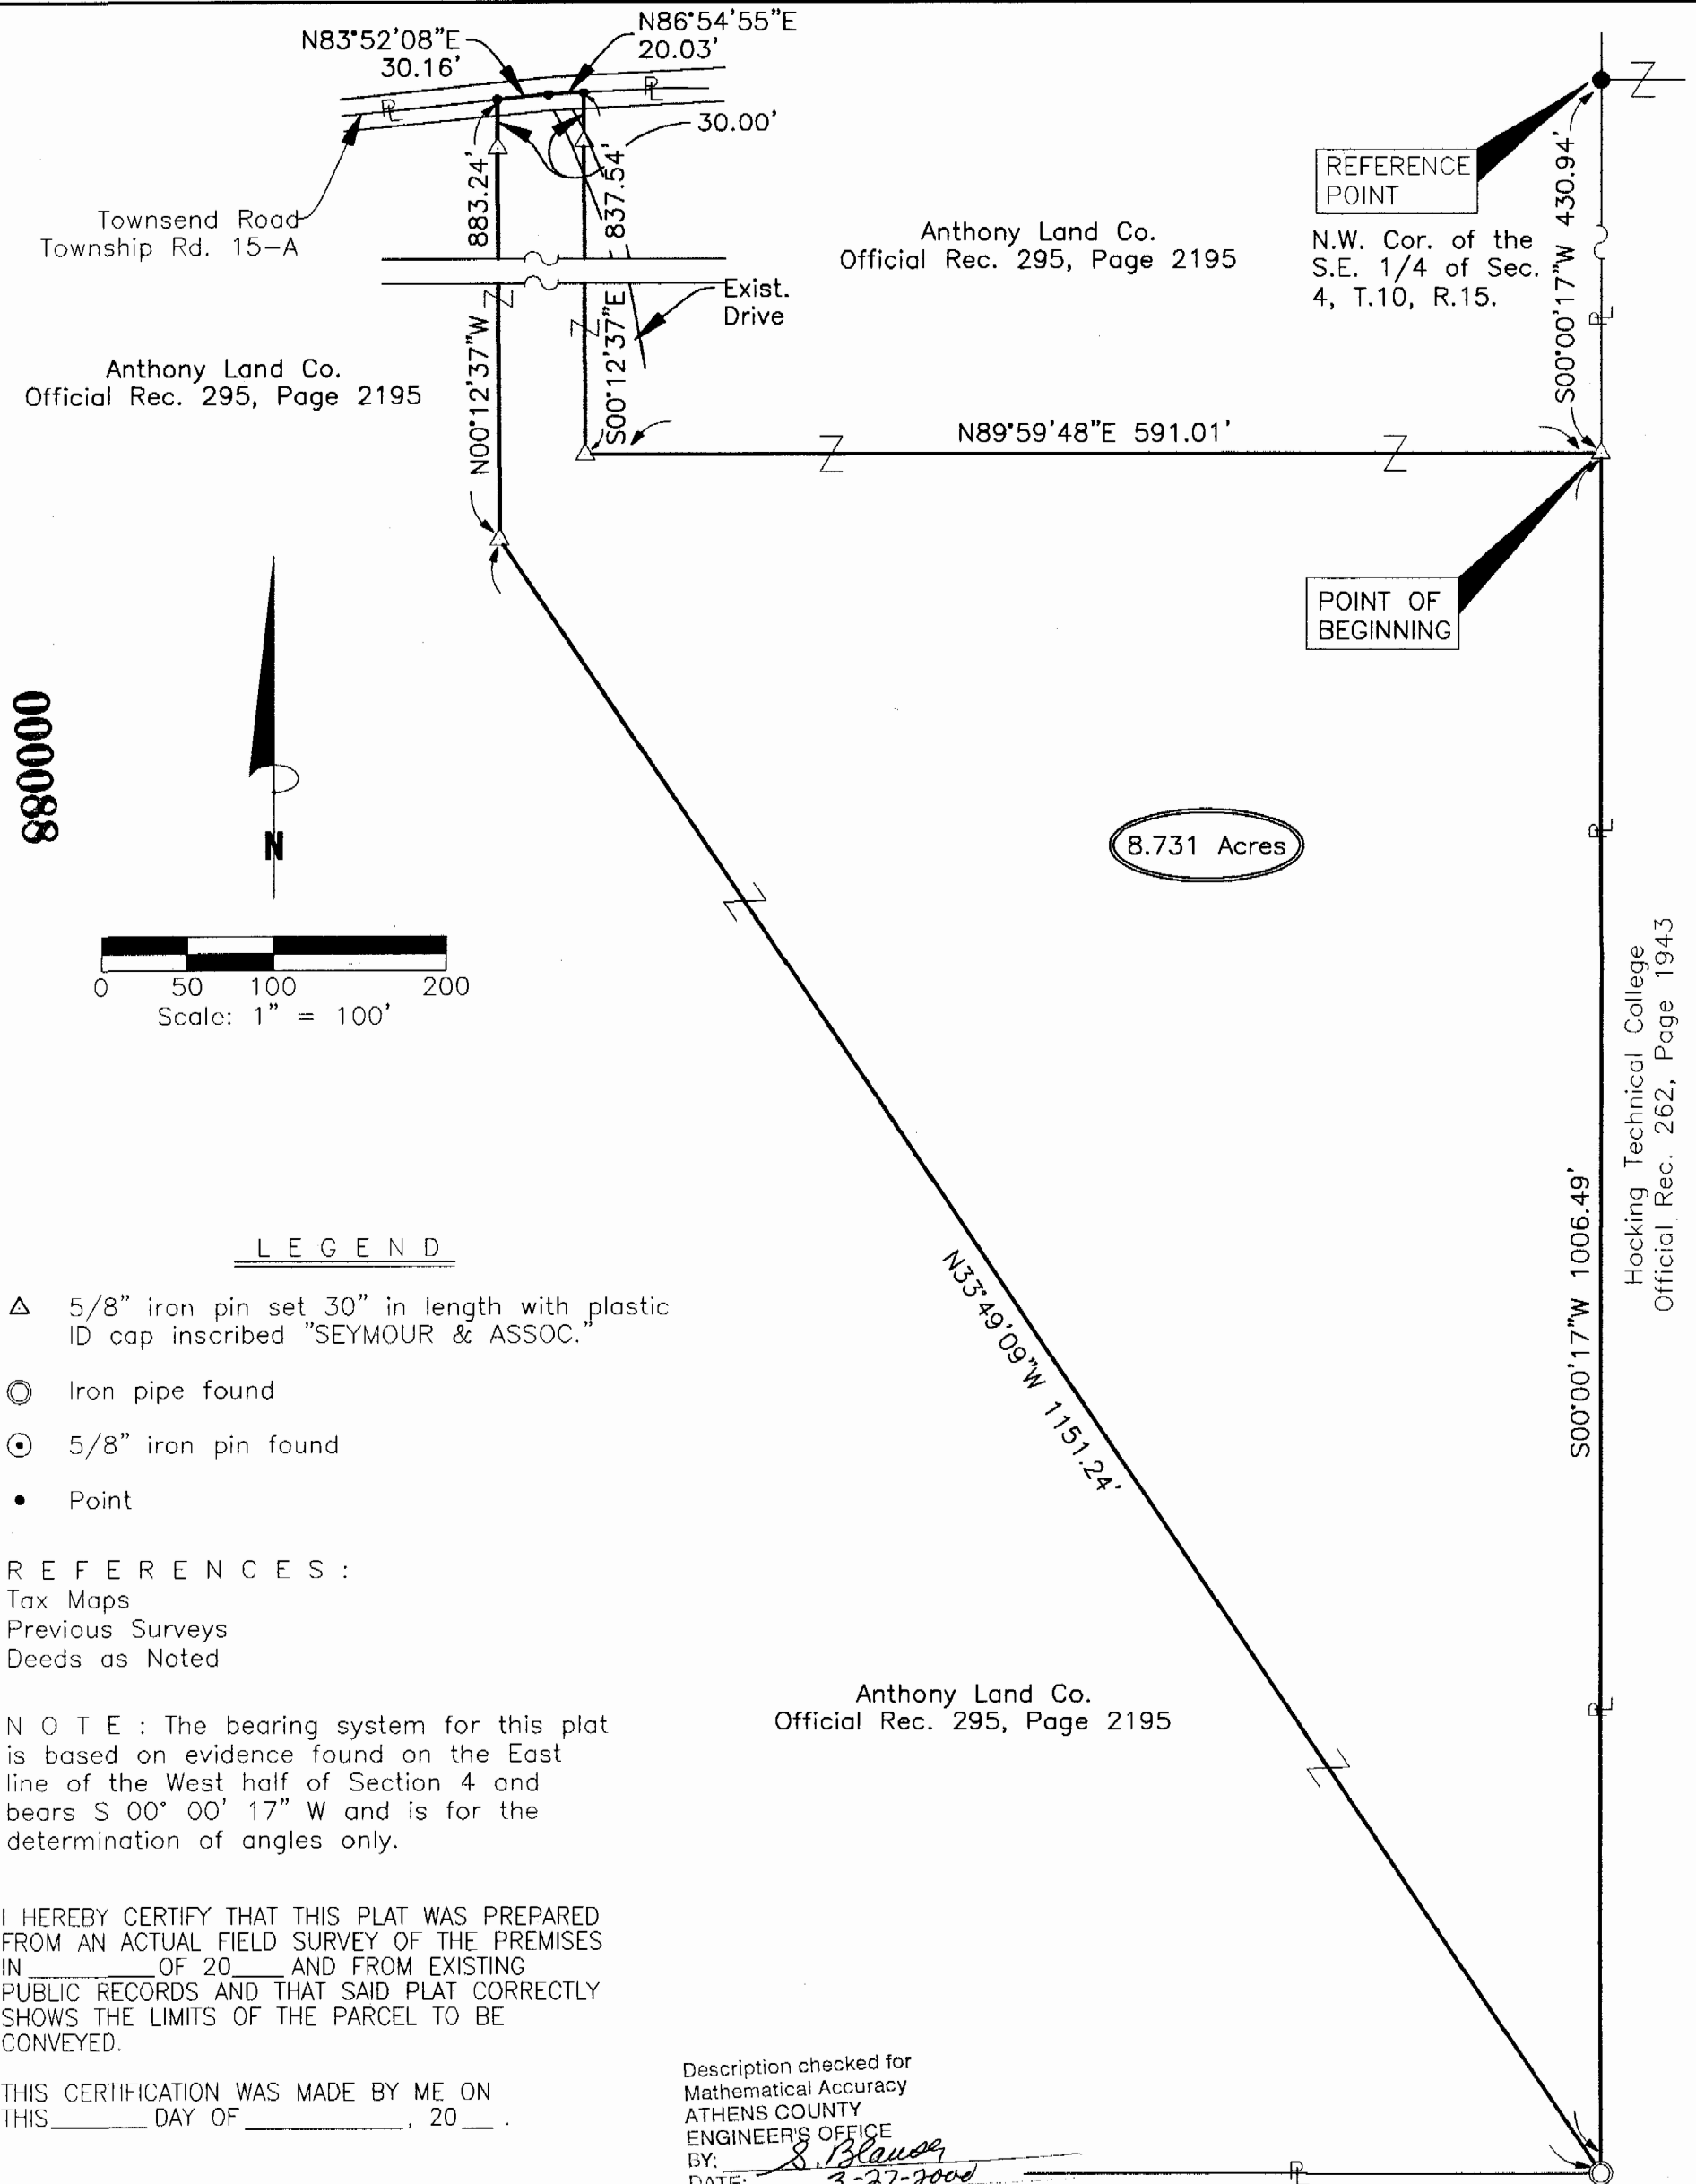 N83°52'08"E
30.16'
N86°54'55"E
20.03'
30.00'
883.24'
837.54'
Townsend Road
Township Rd. 15-A
Anthony Land Co.
Official Rec. 295, Page 2195
REFERENCE
POINT
N.W. Cor. of the
S.E. 1/4 of Sec.
4, T.10, R.15.
S00°00'17"W 430.94'
Exist.
Drive
N00°12'37"W
S00°12'37"E
Anthony Land Co.
Official Rec. 295, Page 2195
N89°59'48"E 591.01'
POINT OF
BEGINNING
000088
N
8.731 Acres
0 50 100 200
Scale: 1" = 100'
Hocking Technical College
Official Rec. 262, Page 1943
S00°00'17"W 1006.49'
N33°49'09"W 1151.24'
L E G E N D
5/8" iron pin set 30" in length with plastic
ID cap inscribed "SEYMOUR & ASSOC."
Iron pipe found
5/8" iron pin found
Point
R E F E R E N C E S :
Tax Maps
Previous Surveys
Deeds as Noted
Anthony Land Co.
Official Rec. 295, Page 2195
N O T E : The bearing system for this plat
is based on evidence found on the East
line of the West half of Section 4 and
bears S 00° 00' 17" W and is for the
determination of angles only.
I HEREBY CERTIFY THAT THIS PLAT WAS PREPARED
FROM AN ACTUAL FIELD SURVEY OF THE PREMISES
IN _________ OF 20____ AND FROM EXISTING
PUBLIC RECORDS AND THAT SAID PLAT CORRECTLY
SHOWS THE LIMITS OF THE PARCEL TO BE
CONVEYED.
THIS CERTIFICATION WAS MADE BY ME ON
THIS_______ DAY OF ____________, 20__ .
Description checked for
Mathematical Accuracy
ATHENS COUNTY
ENGINEER'S OFFICE
BY: S. Blauser
DATE: 3-27-2000